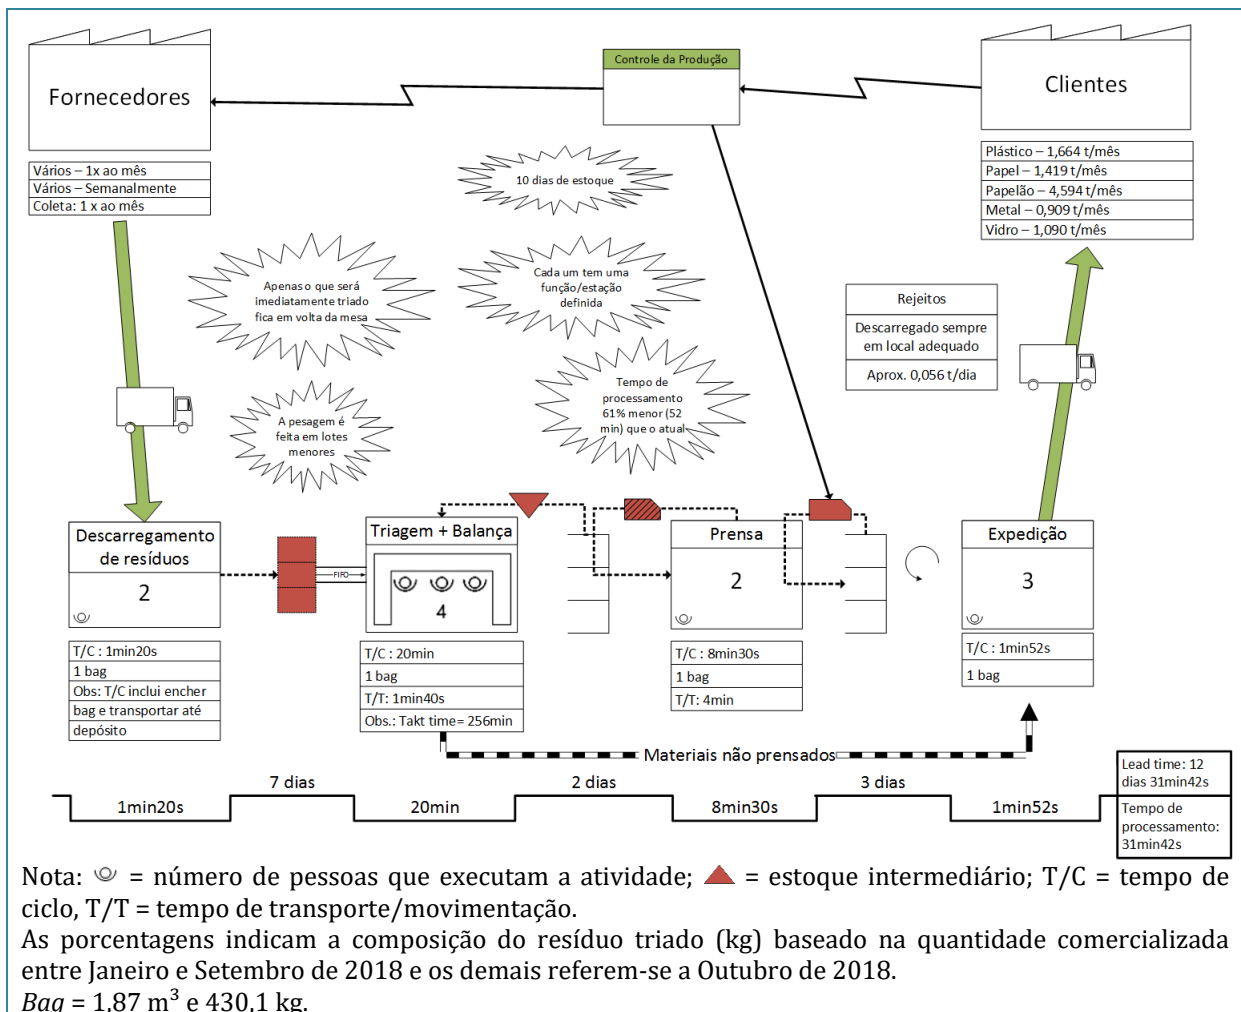 Fornecedores
Vários – 1x ao mês
Vários – Semanalmente
Coleta: 1 x ao mês
Controle da Produção
Clientes
Plástico – 1,664 t/mês
Papel – 1,419 t/mês
Papelão – 4,594 t/mês
Metal – 0,909 t/mês
Vidro – 1,090 t/mês
10 dias de estoque
Apenas o que será
imediatamente triado
fica em volta da mesa
Cada um tem uma
função/estação
definida
A pesagem é
feita em lotes
menores
Tempo de
processamento
61% menor (52
min) que o atual
Rejeitos
Descarregado sempre
em local adequado
Aprox. 0,056 t/dia
Descarregamento
de resíduos
2
T/C : 1min20s
1 bag
Obs: T/C inclui encher
bag e transportar até
depósito
FIFO
Triagem + Balança
4
T/C : 20min
1 bag
T/T: 1min40s
Obs.: Takt time= 256min
Prensa
2
T/C : 8min30s
1 bag
T/T: 4min
Expedição
3
T/C : 1min52s
1 bag
Materiais não prensados
1min20s
7 dias
20min
2 dias
8min30s
3 dias
1min52s
Lead time: 12
dias 31min42s
Tempo de
processamento:
31min42s
Nota: = número de pessoas que executam a atividade; = estoque intermediário; T/C = tempo de
ciclo, T/T = tempo de transporte/movimentação.
As porcentagens indicam a composição do resíduo triado (kg) baseado na quantidade comercializada
entre Janeiro e Setembro de 2018 e os demais referem-se a Outubro de 2018.
Bag = 1,87 m³ e 430,1 kg.